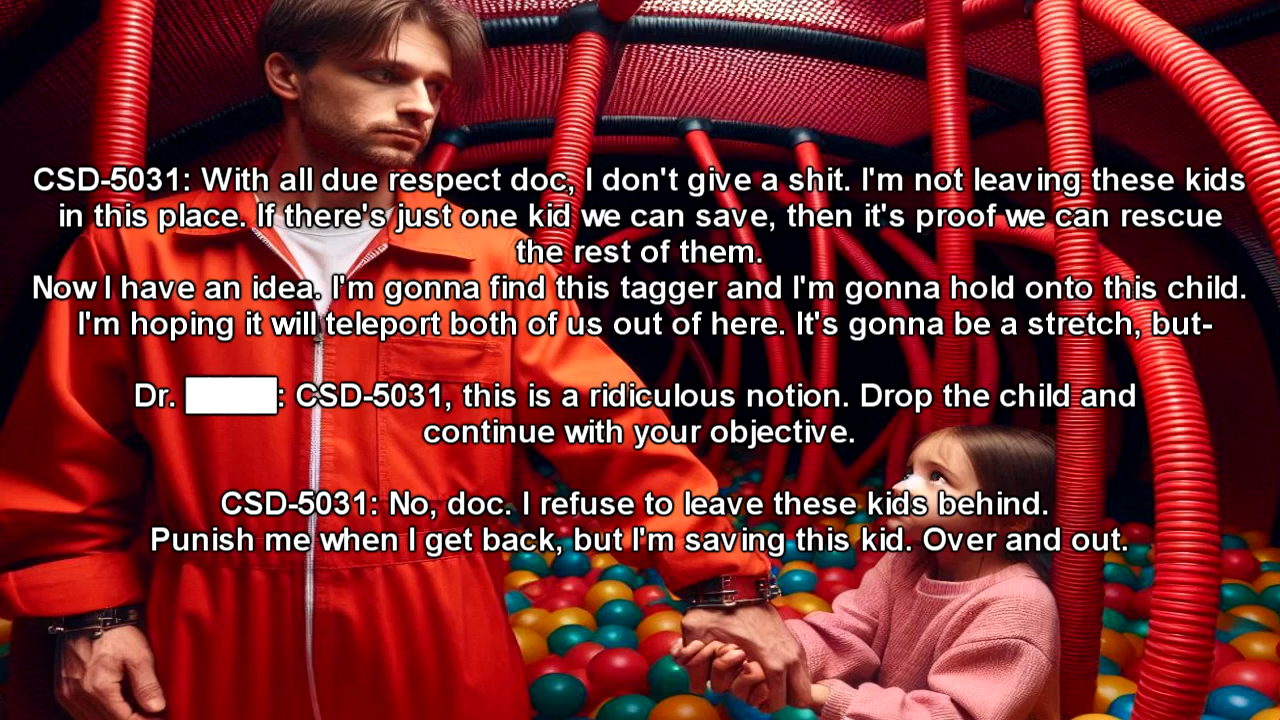 CSD-5031: With all due respect doc, I don't give a shit. I'm not leaving these kids
in this place. If there's just one kid we can save, then it's proof we can rescue
the rest of them.
Now I have an idea. I'm gonna find this tagger and I'm gonna hold onto this child.
I'm hoping it will teleport both of us out of here. It's gonna be a stretch, but-
Dr. : CSD-5031, this is a ridiculous notion. Drop the child and
continue with your objective.
CSD-5031: No, doc. I refuse to leave these kids behind.
Punish me when I get back, but I'm saving this kid. Over and out.